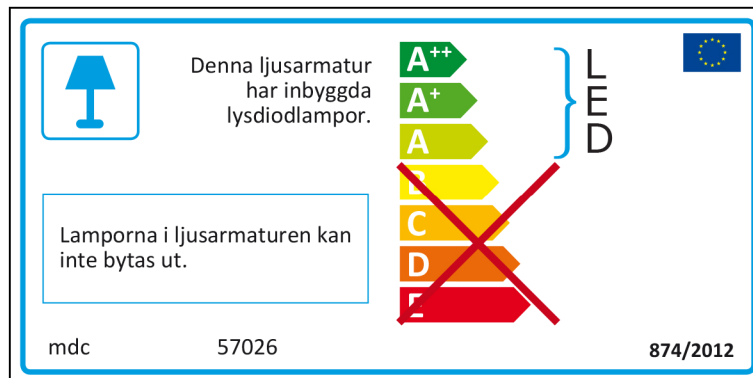 Denna ljusarmatur
har inbyggda
lysdiodlampor.
A++
A+
A
B
C
D
E
L
E
D
Lamporna i ljusarmaturen kan
inte bytas ut.
mdc 57026
874/2012